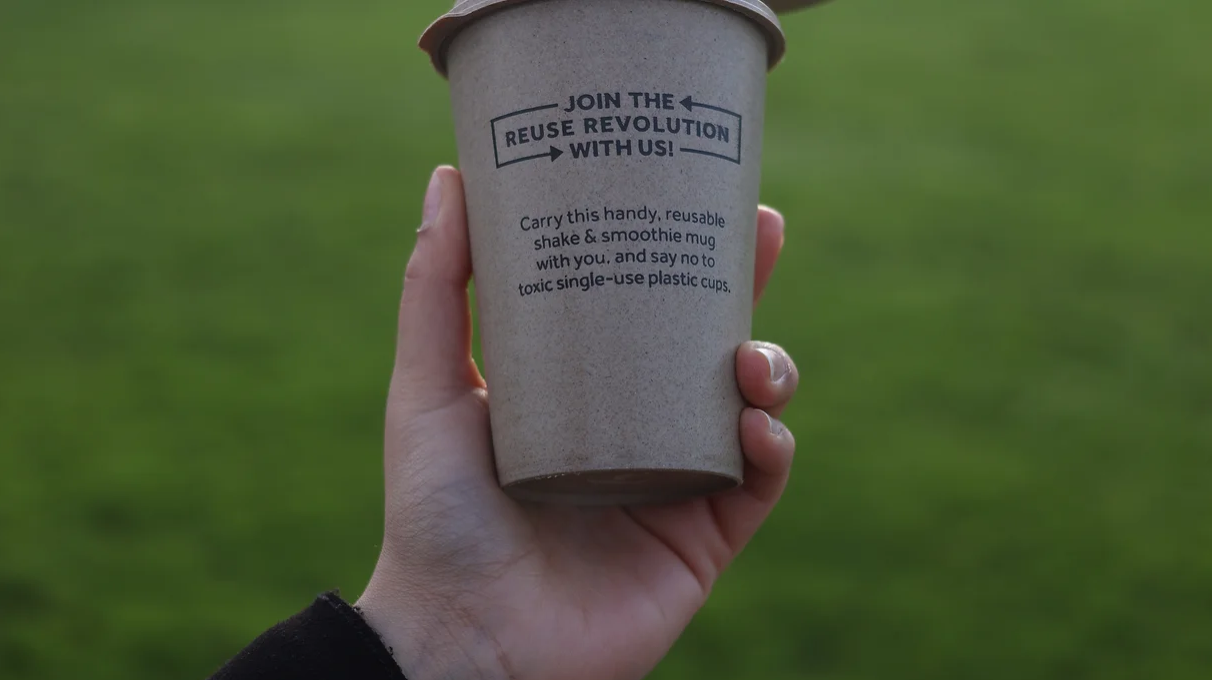 JOIN THE
REUSE REVOLUTION
WITH US!
Carry this handy, reusable
shake & smoothie mug
with you, and say no to
toxic single-use plastic cups.